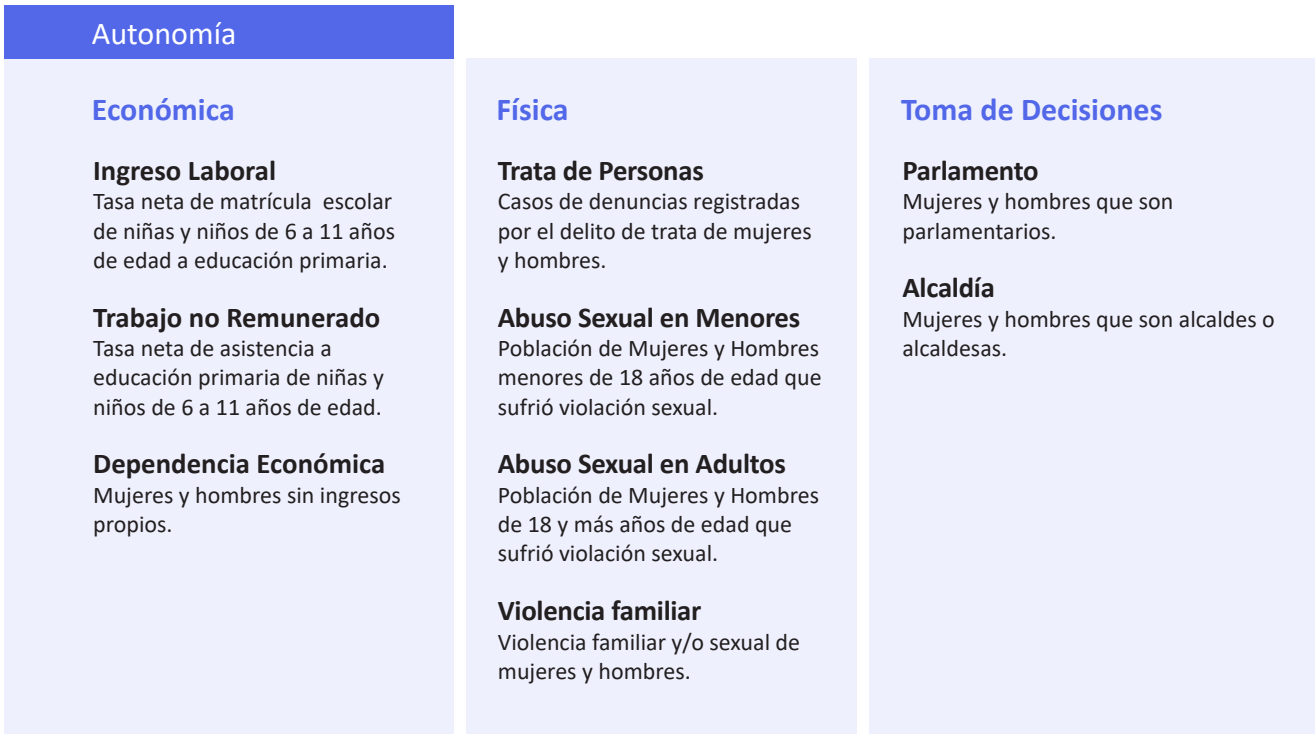 Autonomía
Económica
Ingreso Laboral
Tasa neta de matrícula  escolar
de niñas y niños de 6 a 11 años
de edad a educación primaria.
Trabajo no Remunerado
Tasa neta de asistencia a
educación primaria de niñas y
niños de 6 a 11 años de edad.
Dependencia Económica
Mujeres y hombres sin ingresos
propios.
Física
Trata de Personas
Casos de denuncias registradas
por el delito de trata de mujeres
y hombres.
Abuso Sexual en Menores
Población de Mujeres y Hombres
menores de 18 años de edad que
sufrió violación sexual.
Abuso Sexual en Adultos
Población de Mujeres y Hombres
de 18 y más años de edad que
sufrió violación sexual.
Violencia familiar
Violencia familiar y/o sexual de
mujeres y hombres.
Toma de Decisiones
Parlamento
Mujeres y hombres que son
parlamentarios.
Alcaldía
Mujeres y hombres que son alcaldes o
alcaldesas.